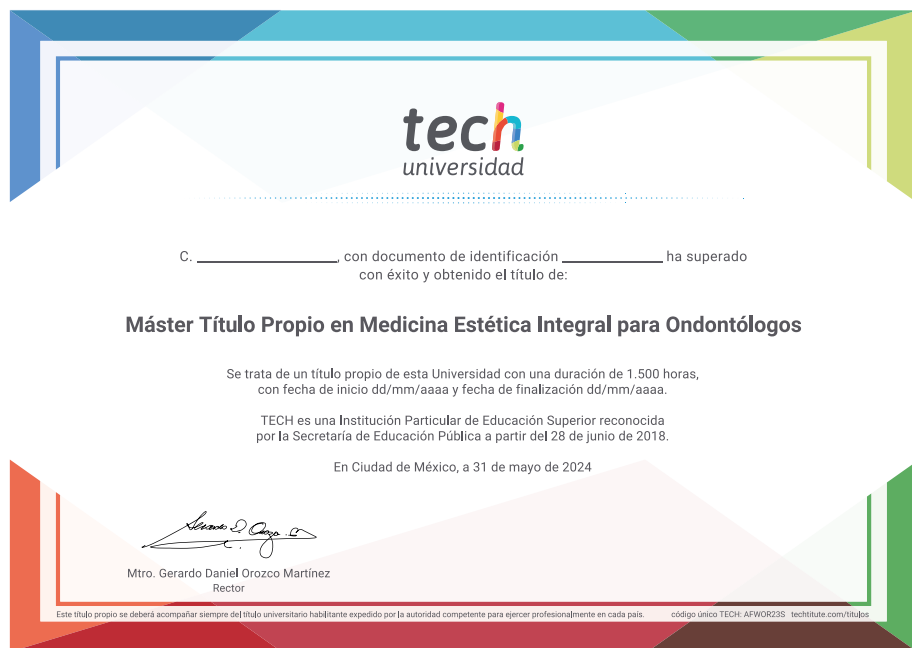 tech
universidad
C. ____________________, con documento de identificación ______________ ha superado
con éxito y obtenido el título de:
Máster Título Propio en Medicina Estética Integral para Ondontólogos
Se trata de un título propio de esta Universidad con una duración de 1.500 horas,
con fecha de inicio dd/mm/aaaa y fecha de finalización dd/mm/aaaa.
TECH es una Institución Particular de Educación Superior reconocida
por la Secretaría de Educación Pública a partir del 28 de junio de 2018.
En Ciudad de México, a 31 de mayo de 2024
Mtro. Gerardo Daniel Orozco Martínez
Rector
Este título propio se deberá acompañar siempre del título universitario habilitante expedido por la autoridad competente para ejercer profesionalmente en cada país. código único TECH: AFWOR23S techtitute.com/titulos